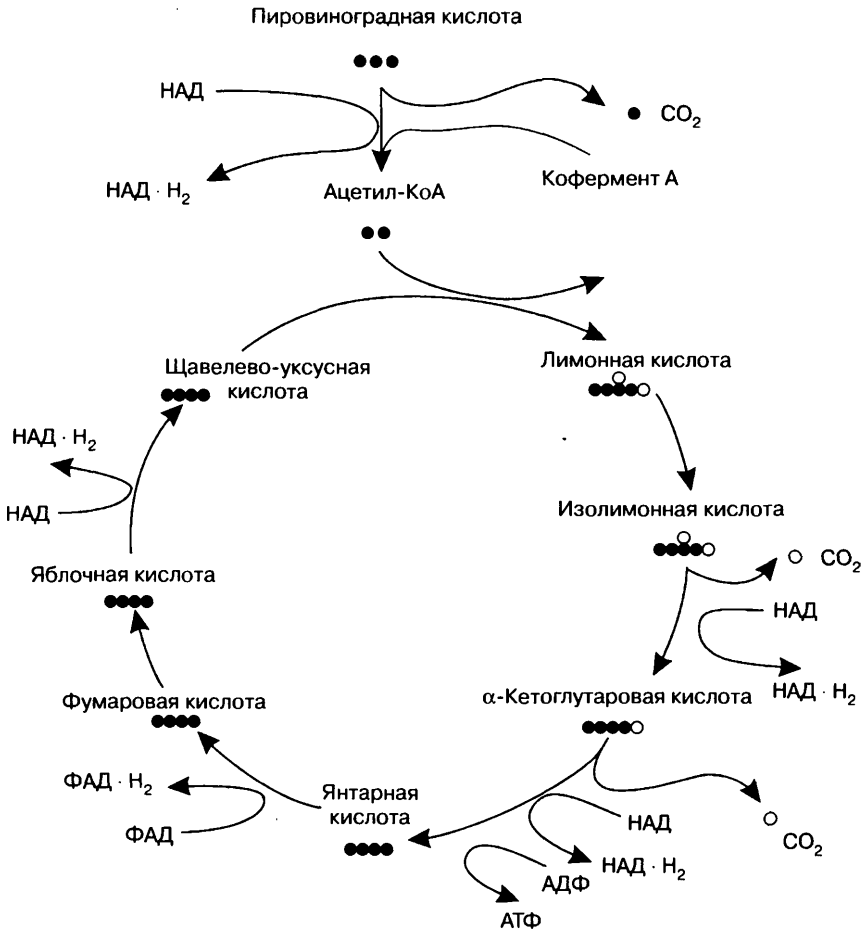 Пировиноградная кислота
НАД
CO₂
НАД · H₂
Ацетил-КоА
Кофермент А
Щавелево-уксусная
кислота
Лимонная кислота
НАД · H₂
НАД
Изолимонная кислота
CO₂
Яблочная кислота
НАД
НАД · H₂
Фумаровая кислота
α-Кетоглутаровая кислота
ФАД · H₂
ФАД
Янтарная
кислота
НАД
CO₂
НАД · H₂
АДФ
АТФ